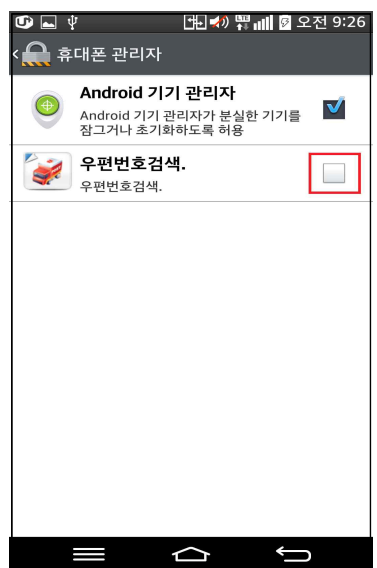 LTE
오전 9:26
휴대폰 관리자
Android 기기 관리자
Android 기기 관리자가 분실한 기기를
잠그거나 초기화하도록 허용
우편번호검색.
우편번호검색.